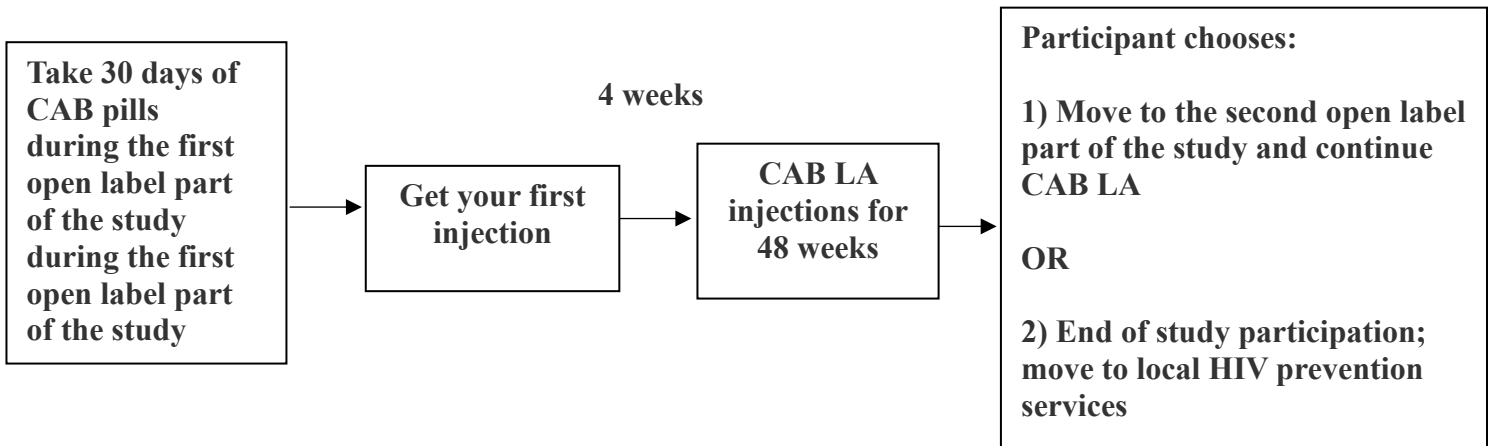 Take 30 days of
CAB pills
during the first
open label part
of the study
during the first
open label part
of the study
Get your first
injection
4 weeks
CAB LA
injections for
48 weeks
Participant chooses:
1) Move to the second open label
part of the study and continue
CAB LA
OR
2) End of study participation;
move to local HIV prevention
services